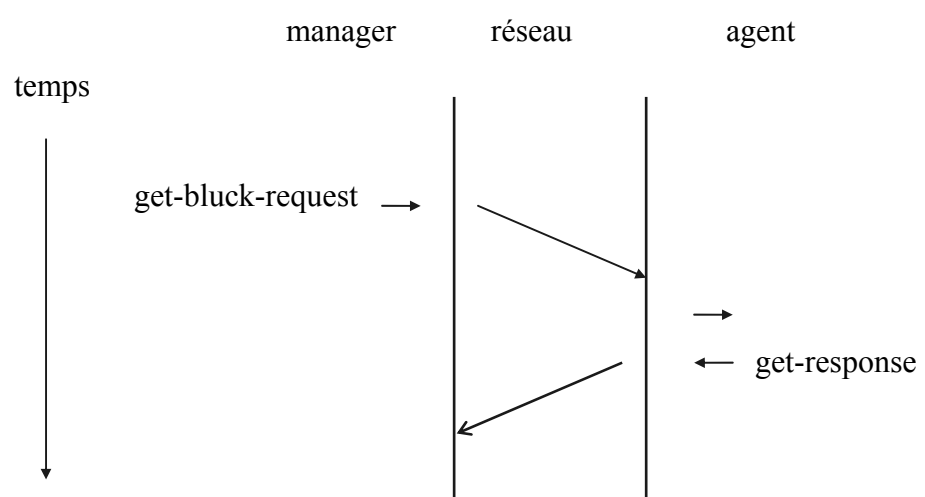 manager réseau agent
temps
get-bluck-request
get-response